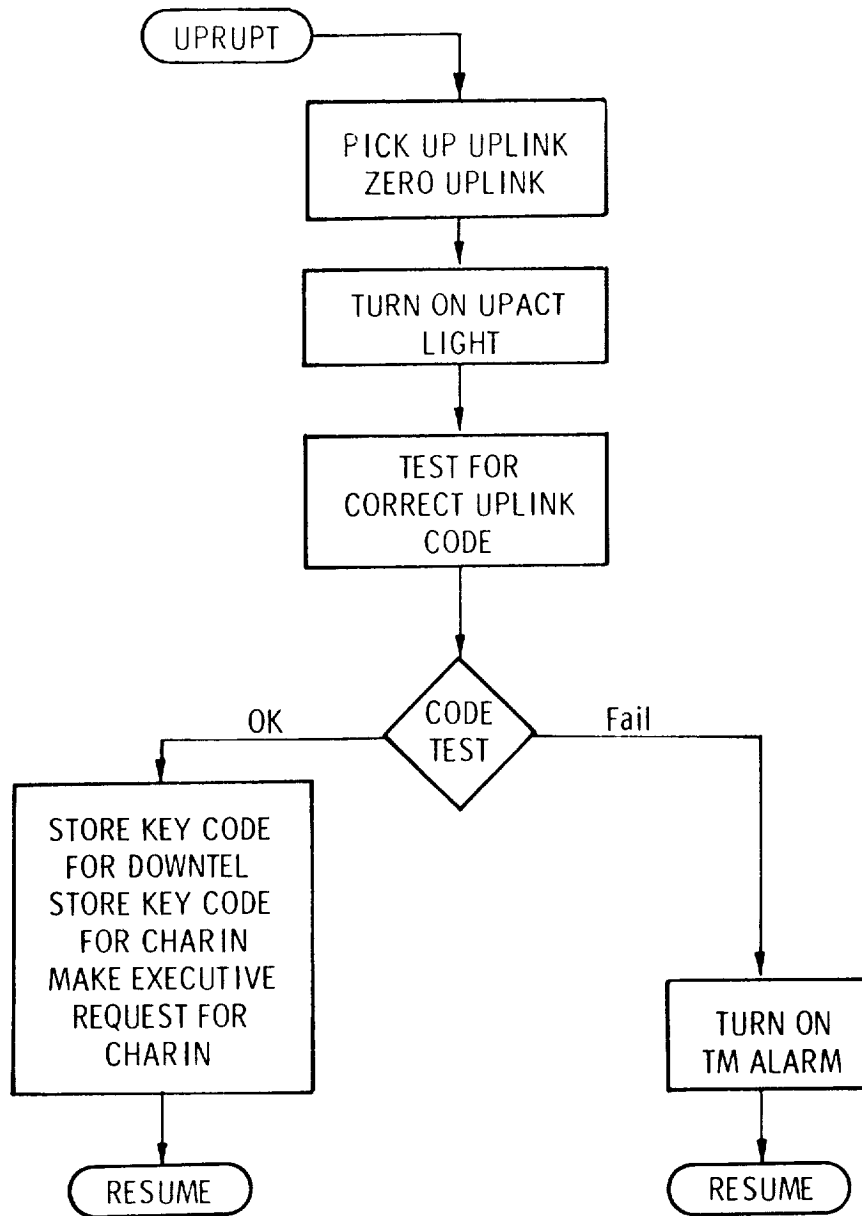 UPRUPT
PICK UP UPLINK
ZERO UPLINK
TURN ON UPACT
LIGHT
TEST FOR
CORRECT UPLINK
CODE
CODE
TEST
OK
Fail
STORE KEY CODE
FOR DOWNTEL
STORE KEY CODE
FOR CHARIN
MAKE EXECUTIVE
REQUEST FOR
CHARIN
TURN ON
TM ALARM
RESUME
RESUME